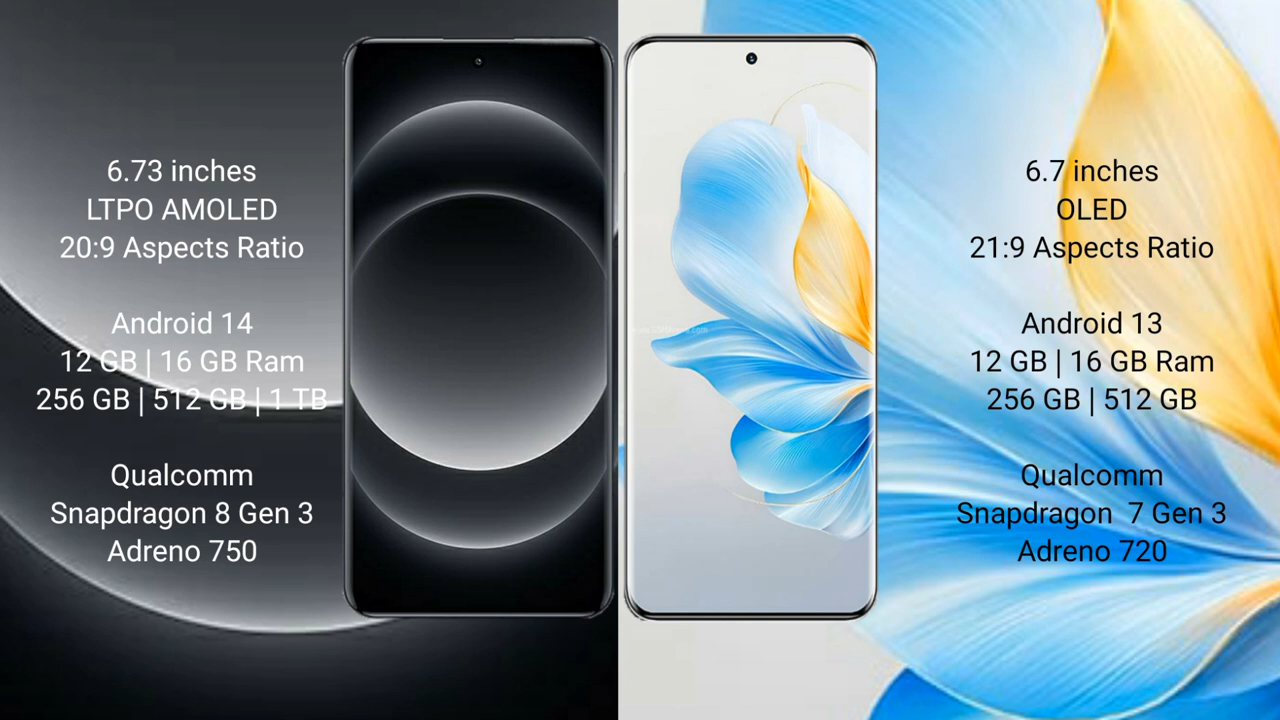 6.73 inches
LTPO AMOLED
20:9 Aspects Ratio
Android 14
12 GB | 16 GB Ram
256 GB | 512 GB | 1 TB
Qualcomm
Snapdragon 8 Gen 3
Adreno 750
6.7 inches
OLED
21:9 Aspects Ratio
Android 13
12 GB | 16 GB Ram
256 GB | 512 GB
Qualcomm
Snapdragon  7 Gen 3
Adreno 720